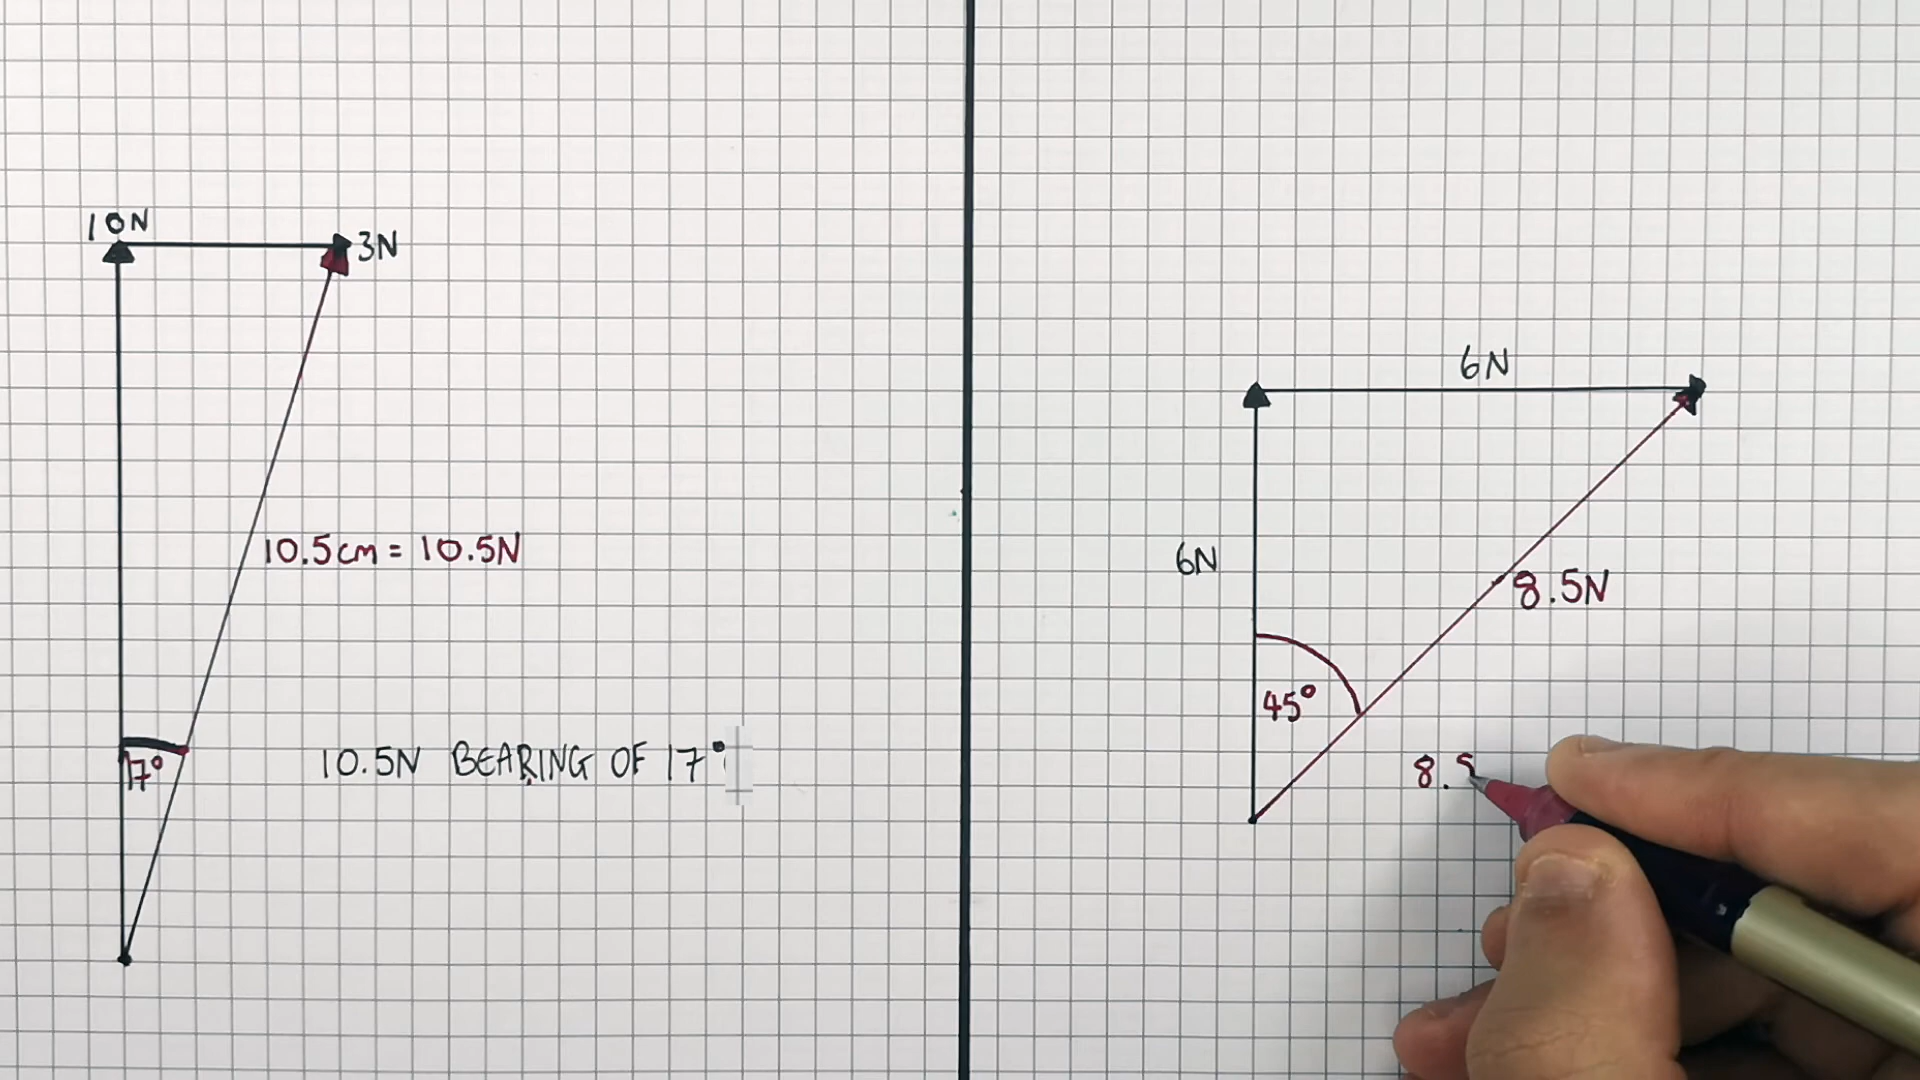 10N
3N
10.5cm = 10.5N
17°
10.5N BEARING OF 17°
6N
6N
8.5N
45°
8.